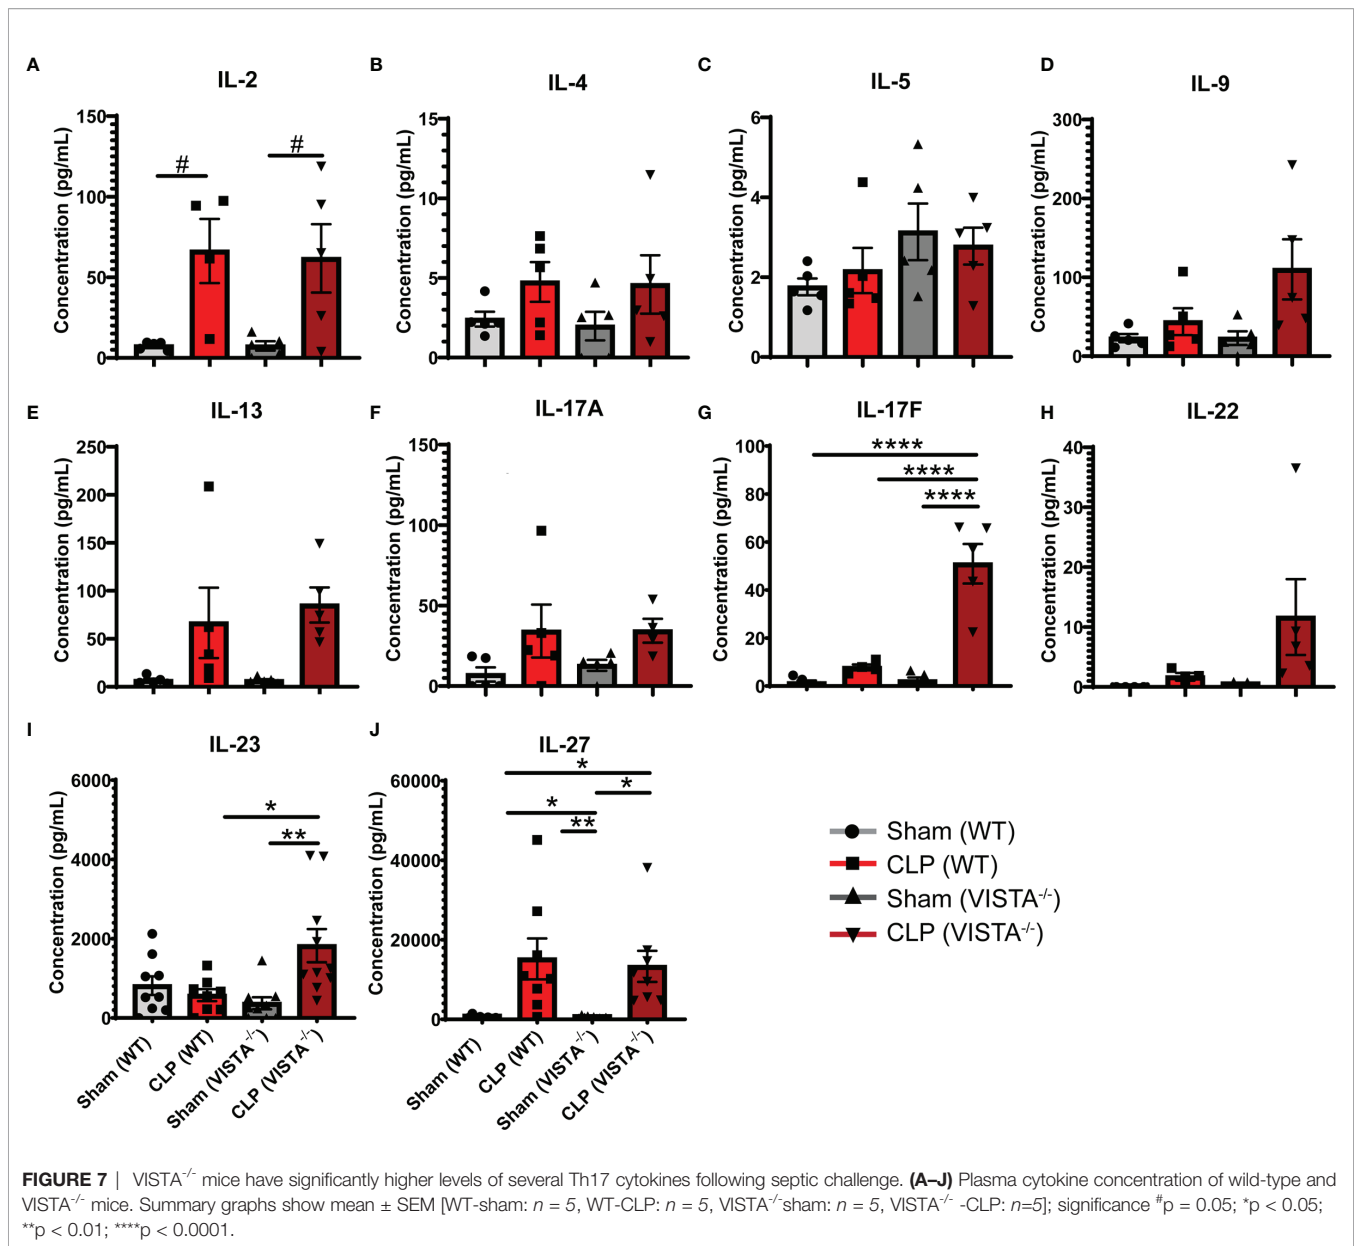 A
IL-2
Concentration (pg/mL)
150
100
50
0
#
#
B
IL-4
Concentration (pg/mL)
15
10
5
0
C
IL-5
Concentration (pg/mL)
6
4
2
0
D
IL-9
Concentration (pg/mL)
300
200
100
0
E
IL-13
Concentration (pg/mL)
250
200
150
100
50
0
F
IL-17A
Concentration (pg/mL)
150
100
50
0
G
IL-17F
Concentration (pg/mL)
100
80
60
40
20
0
****
****
****
H
IL-22
Concentration (pg/mL)
40
30
20
10
0
I
IL-23
Concentration (pg/mL)
6000
4000
2000
0
*
**
Sham (WT)
CLP (WT)
Sham (VISTA-/-)
CLP (VISTA-/-)
J
IL-27
Concentration (pg/mL)
60000
40000
20000
0
*
*
*
**
Sham (WT)
CLP (WT)
Sham (VISTA-/-)
CLP (VISTA-/-)
Sham (WT)
CLP (WT)
Sham (VISTA-/-)
CLP (VISTA-/-)
FIGURE 7 | VISTA-/- mice have significantly higher levels of several Th17 cytokines following septic challenge. (A–J) Plasma cytokine concentration of wild-type and
VISTA-/- mice. Summary graphs show mean ± SEM [WT-sham: n = 5, WT-CLP: n = 5, VISTA-/-sham: n = 5, VISTA-/- -CLP: n=5]; significance #p = 0.05; *p < 0.05;
**p < 0.01; ****p < 0.0001.